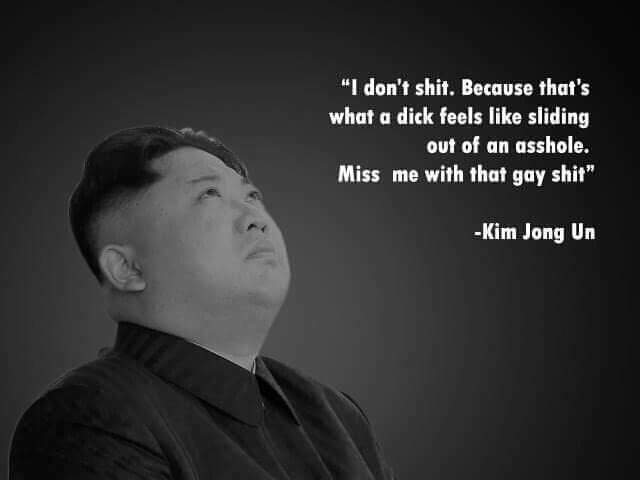 “I don’t shit. Because that’s
what a dick feels like sliding
out of an asshole.
Miss  me with that gay shit”
-Kim Jong Un